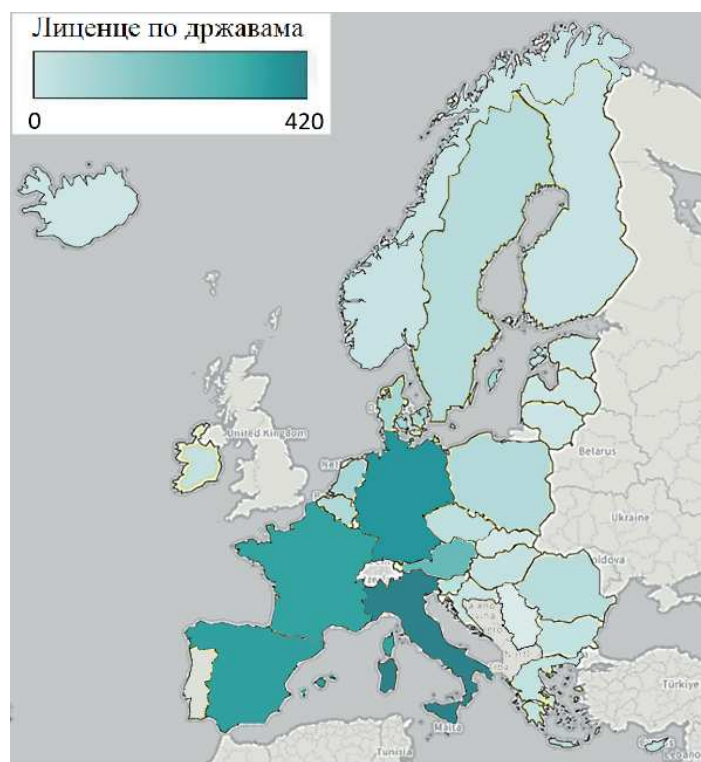 Лиценце по државама
0 420
United Kingdom
Belarus
Ukraine
Türkiye
Malta
Tunisia